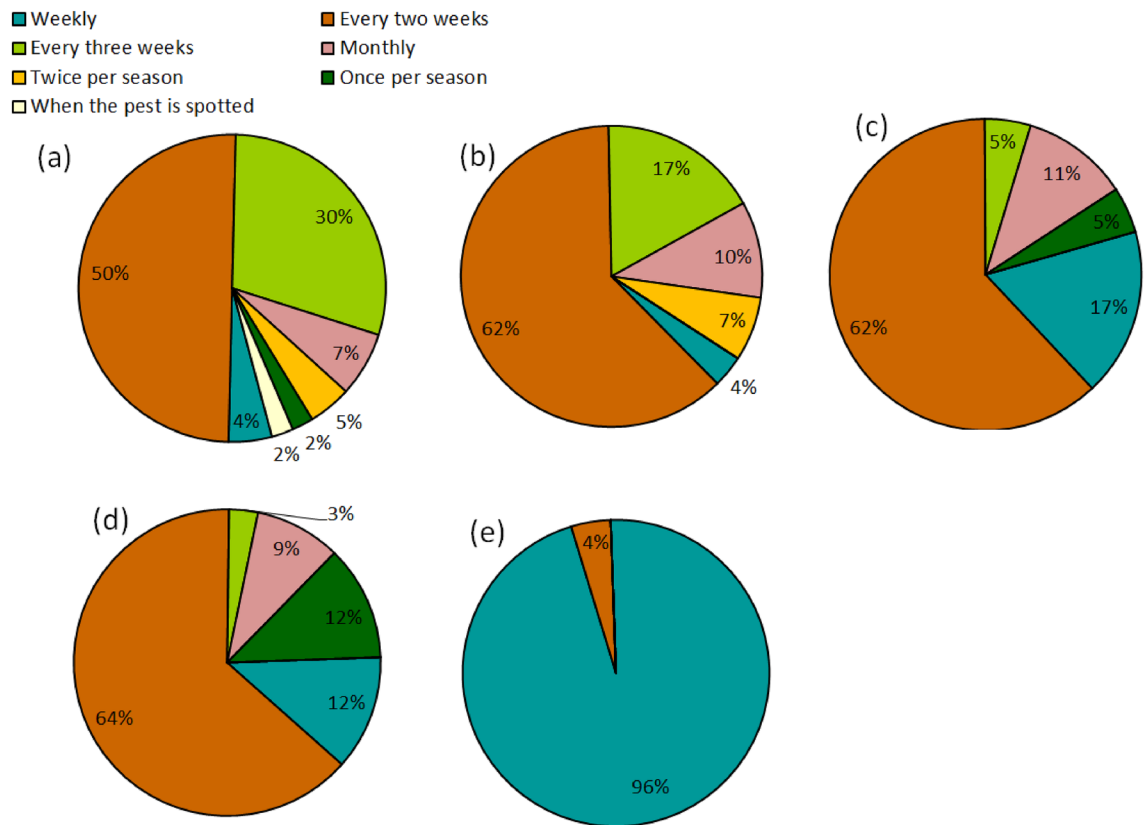 Weekly
Every two weeks
Every three weeks
Monthly
Twice per season
Once per season
When the pest is spotted
(a)
30%
50%
7%
5%
4%
2%
2%
(b)
17%
10%
62%
7%
4%
(c)
5%
11%
5%
17%
62%
(d)
3%
9%
12%
12%
64%
(e)
4%
96%